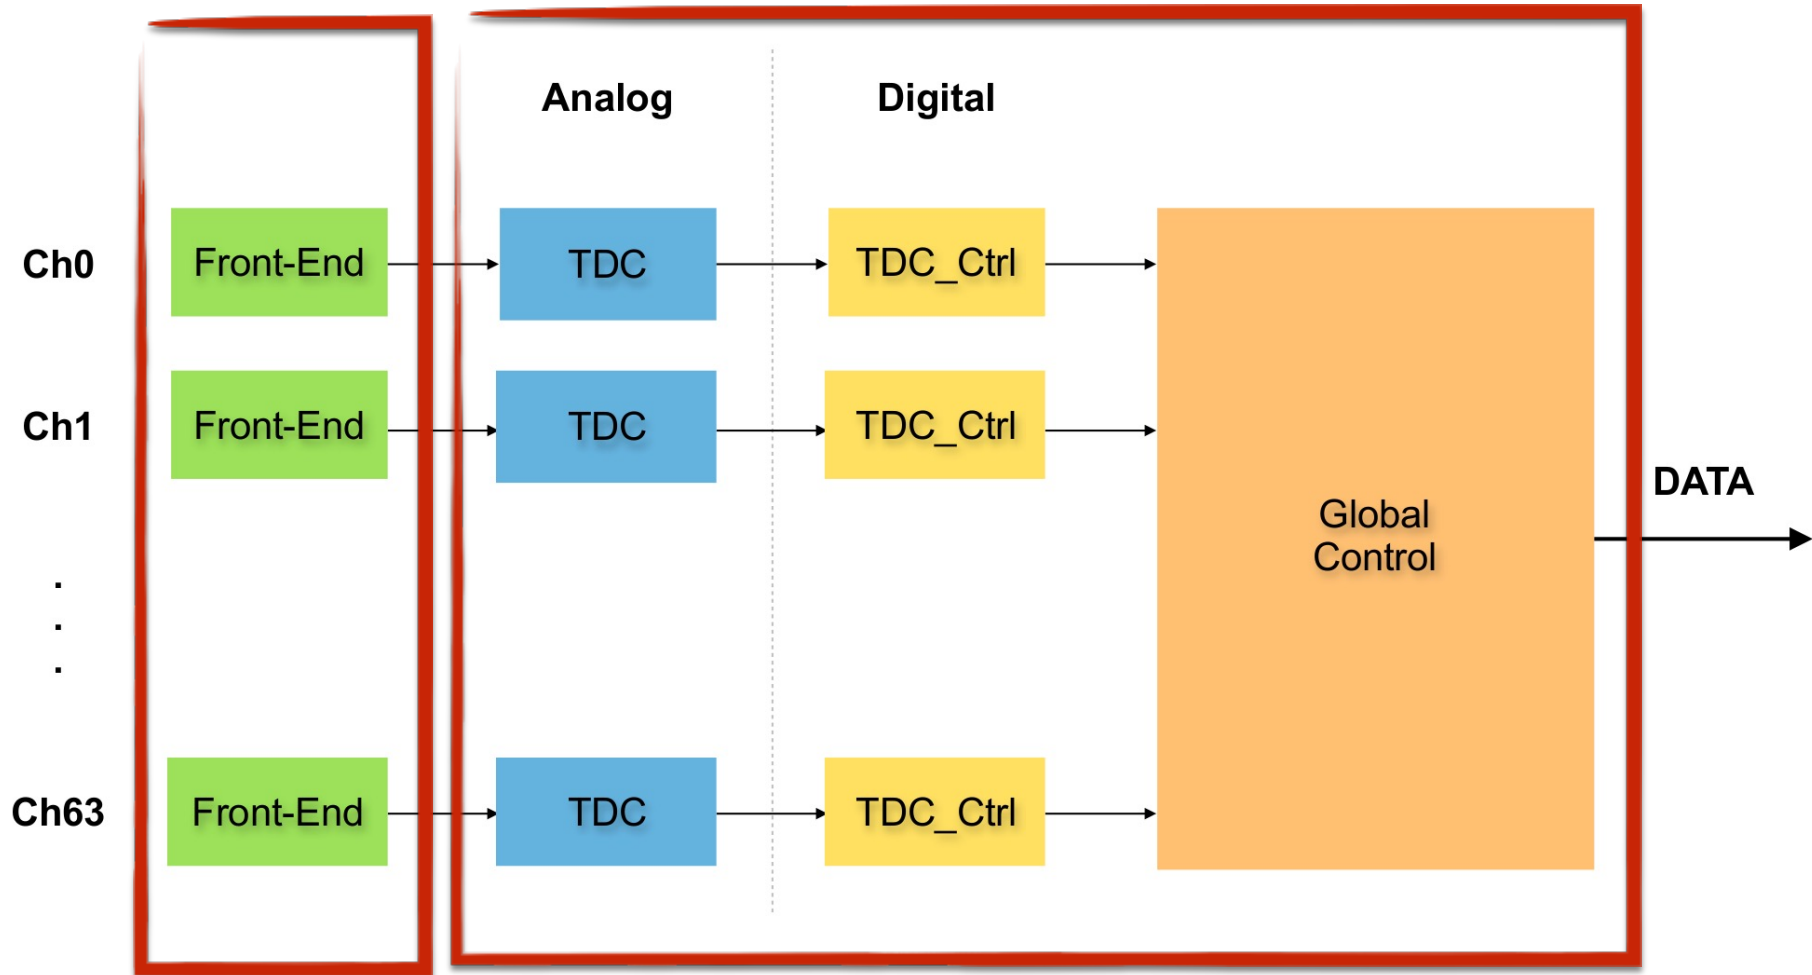 Analog
Digital
Ch0
Front-End
TDC
TDC_Ctrl
Ch1
Front-End
TDC
TDC_Ctrl
Global
Control
DATA
.
.
.
Ch63
Front-End
TDC
TDC_Ctrl